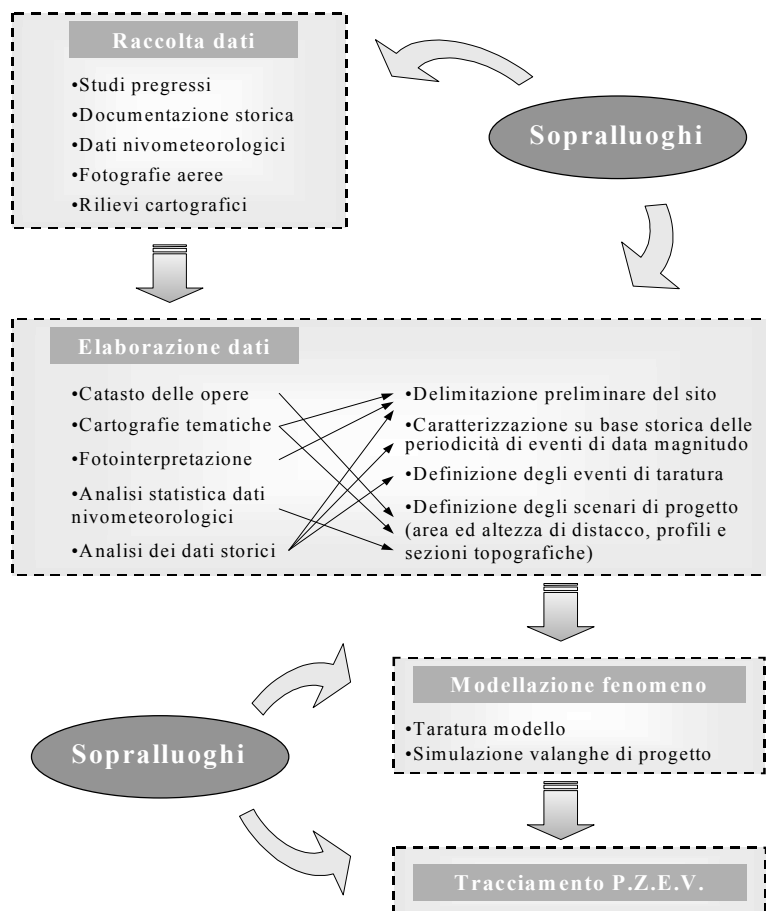 Raccolta dati
•Studi pregressi
•Documentazione storica
•Dati nivometeorologici
•Fotografie aeree
•Rilievi cartografici
Sopralluoghi
Elaborazione dati
•Catasto delle opere
•Cartografie tematiche
•Fotointerpretazione
•Analisi statistica dati
nivometeorologici
•Analisi dei dati storici
•Delimitazione preliminare del sito
•Caratterizzazione su base storica delle
periodicità di eventi di data magnitudo
•Definizione degli eventi di taratura
•Definizione degli scenari di progetto
(area ed altezza di distacco, profili e
sezioni topografiche)
Modellazione fenomeno
•Taratura modello
•Simulazione valanghe di progetto
Sopralluoghi
Tracciamento P.Z.E.V.